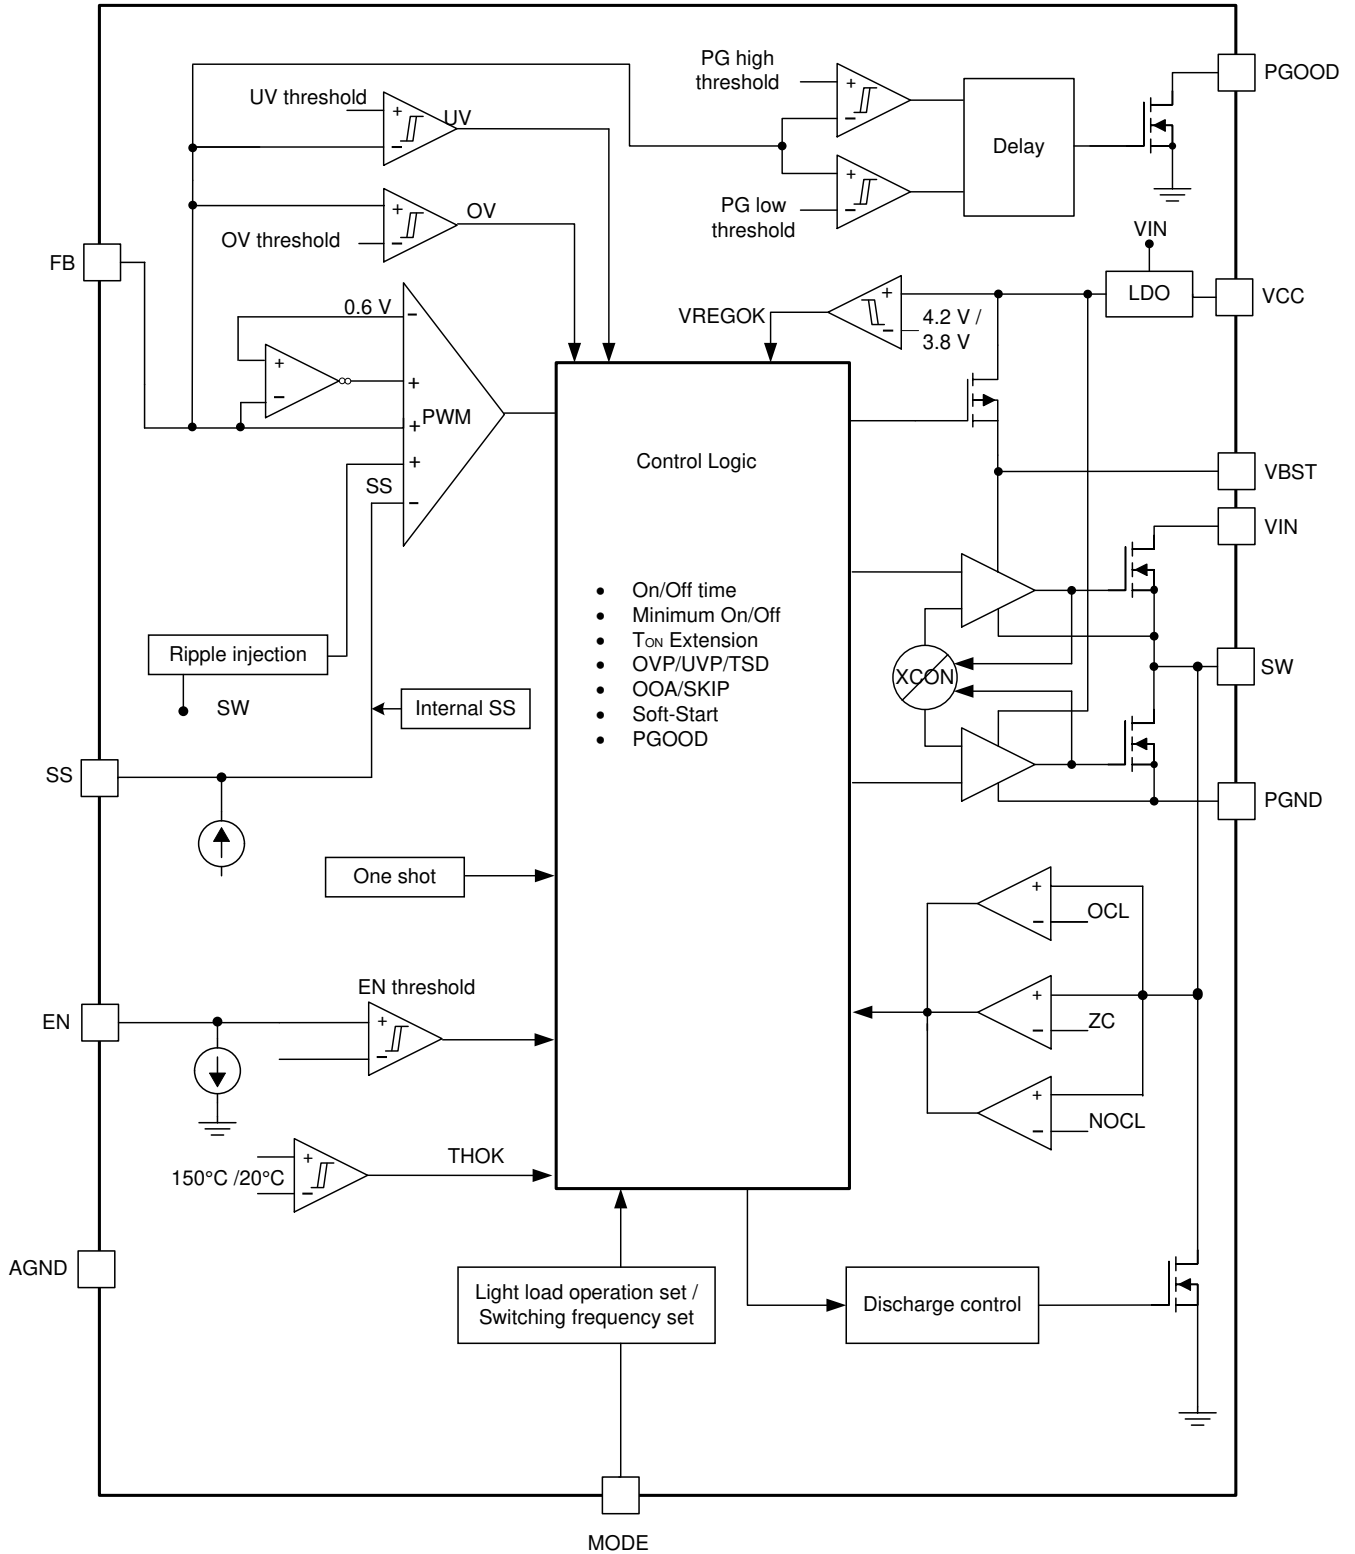 PG high
threshold
PGOOD
UV threshold
UV
+
−
+
−
Delay
+
−
OV
+
−
OV threshold
PG low
threshold
VIN
FB
LDO
VCC
0.6 V
−
VREGOK
+
−
4.2 V /
3.8 V
+
−
+
+
PWM
+
SS
−
Control Logic
VBST
VIN
• On/Off time
• Minimum On/Off
• TON Extension
• OVP/UVP/TSD
• OOA/SKIP
• Soft-Start
• PGOOD
Ripple injection
SW
XCON
SW
Internal SS
SS
PGND
One shot
+
−
OCL
EN threshold
EN
+
−
+
−
ZC
+
−
NOCL
THOK
150°C /20°C
+
−
AGND
Light load operation set /
Switching frequency set
Discharge control
MODE